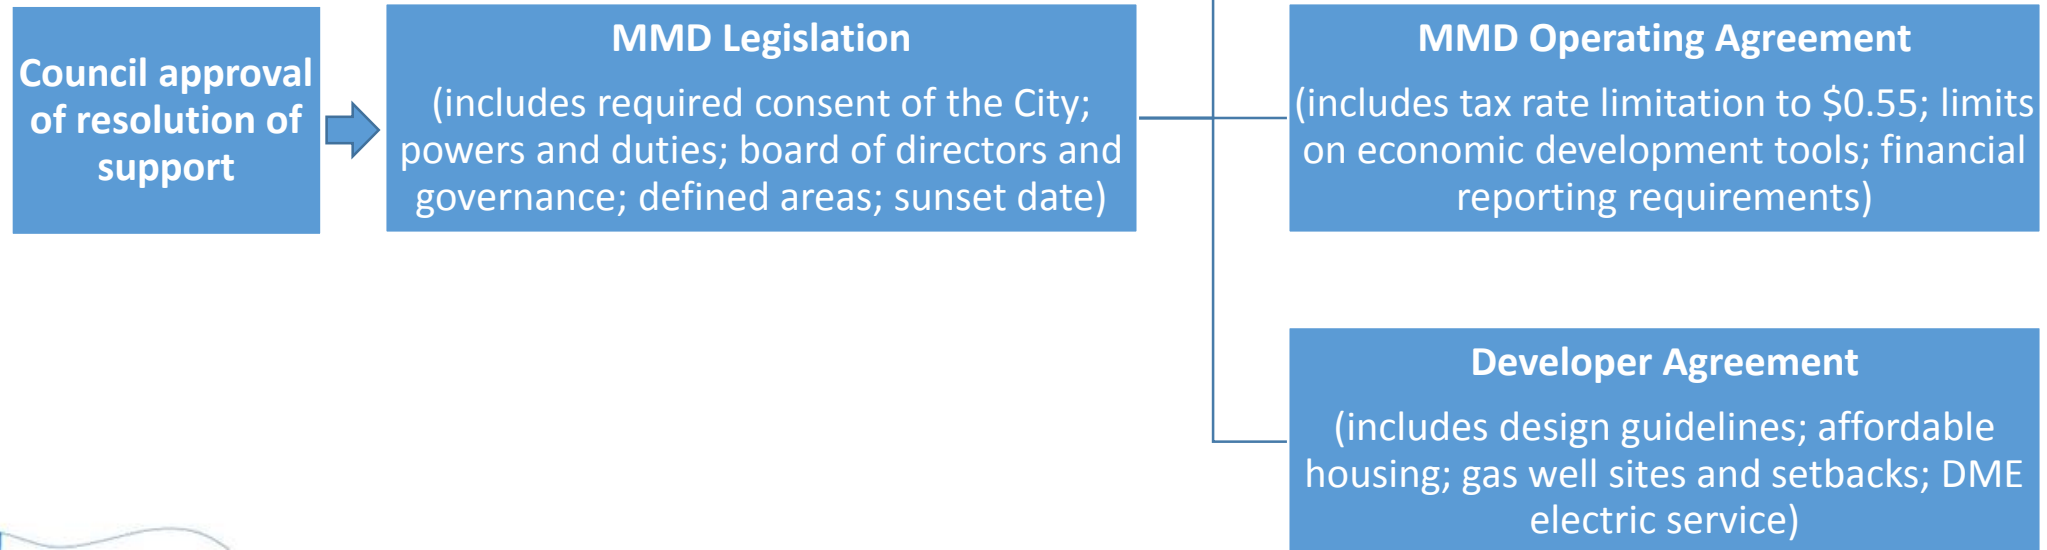 Council approval
of resolution of
support
MMD Legislation
(includes required consent of the City;
powers and duties; board of directors and
governance; defined areas; sunset date)
MMD Operating Agreement
(includes tax rate limitation to $0.55; limits
on economic development tools; financial
reporting requirements)
Developer Agreement
(includes design guidelines; affordable
housing; gas well sites and setbacks; DME
electric service)